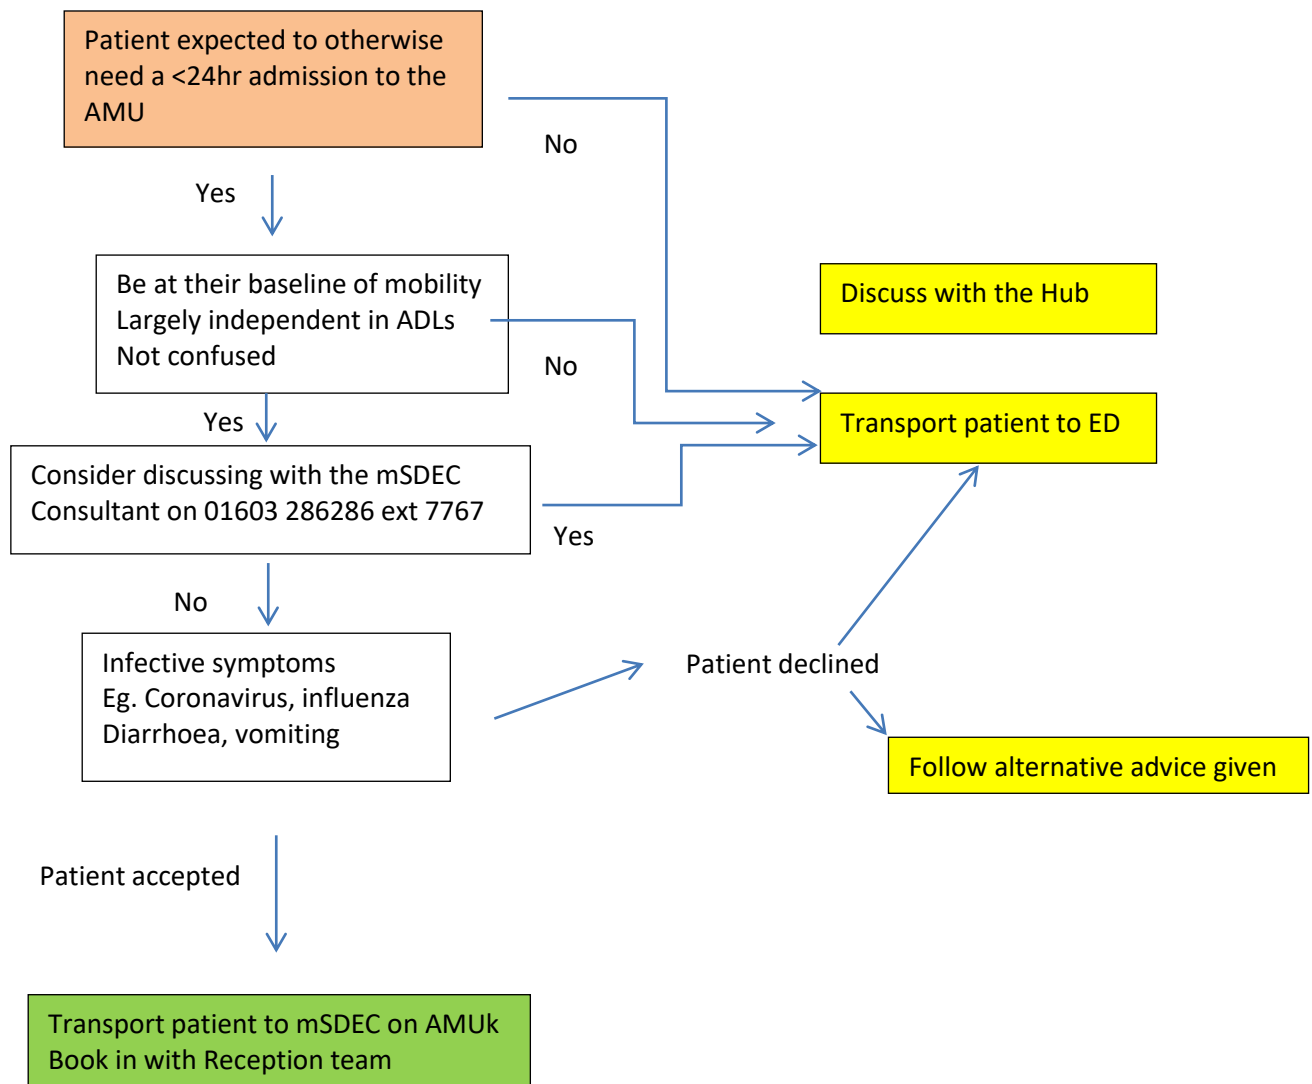 Patient expected to otherwise
need a <24hr admission to the
AMU
No
Yes
Be at their baseline of mobility
Largely independent in ADLs
Not confused
Discuss with the Hub
No
Transport patient to ED
Yes
Consider discussing with the mSDEC
Consultant on 01603 286286 ext 7767
Yes
No
Infective symptoms
Eg. Coronavirus, influenza
Diarrhoea, vomiting
Patient declined
Follow alternative advice given
Patient accepted
Transport patient to mSDEC on AMUk
Book in with Reception team